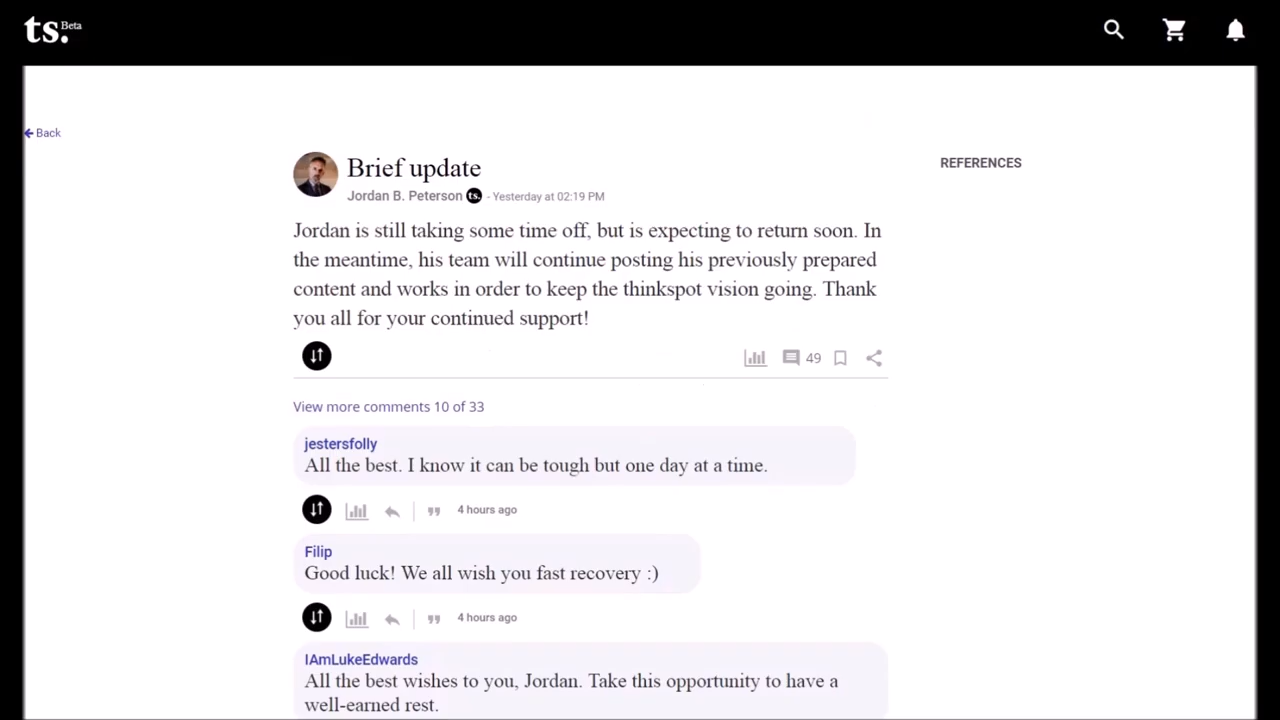 ts. Beta
Back
Brief update
REFERENCES
Jordan B. Peterson ts. - Yesterday at 02:19 PM
Jordan is still taking some time off, but is expecting to return soon. In
the meantime, his team will continue posting his previously prepared
content and works in order to keep the thinkspot vision going. Thank
you all for your continued support!
49
View more comments 10 of 33
jestersfolly
All the best. I know it can be tough but one day at a time.
4 hours ago
Filip
Good luck! We all wish you fast recovery :)
4 hours ago
IAmLukeEdwards
All the best wishes to you, Jordan. Take this opportunity to have a
well-earned rest.